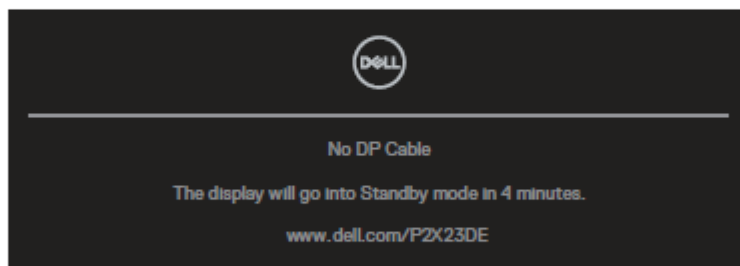 DELL
No DP Cable
The display will go into Standby mode in 4 minutes.
www.dell.com/P2X23DE